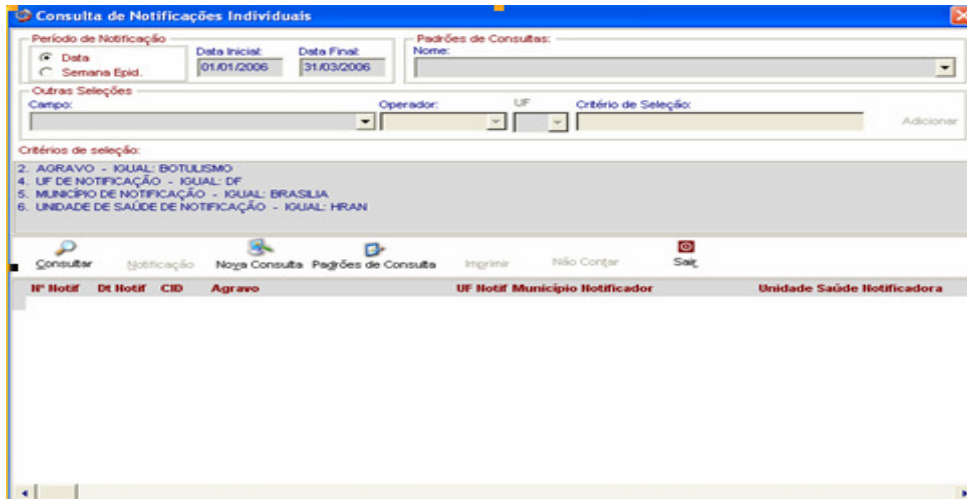 Consulta de Notificações Individuais
Período de Notificação
Data
Semana Epid.
Data Inicial:
Data Final:
01/01/2006
31/03/2006
Padrões de Consultas:
Nome:
Outras Seleções
Campo:
Operador:
UF
Critério de Seleção:
Adicionar
Critérios de seleção:
2. AGRAVO - IGUAL: BOTULISMO
4. UF DE NOTIFICAÇÃO - IGUAL: DF
5. MUNICÍPIO DE NOTIFICAÇÃO - IGUAL: BRASILIA
6. UNIDADE DE SAÚDE DE NOTIFICAÇÃO - IGUAL: HRAN
Consultar Notificação Nova Consulta Padrões de Consulta Imprimir Não Contar Sair
Nº Notif Dt Notif CID Agravo UF Notif Município Notificador Unidade Saúde Notificadora